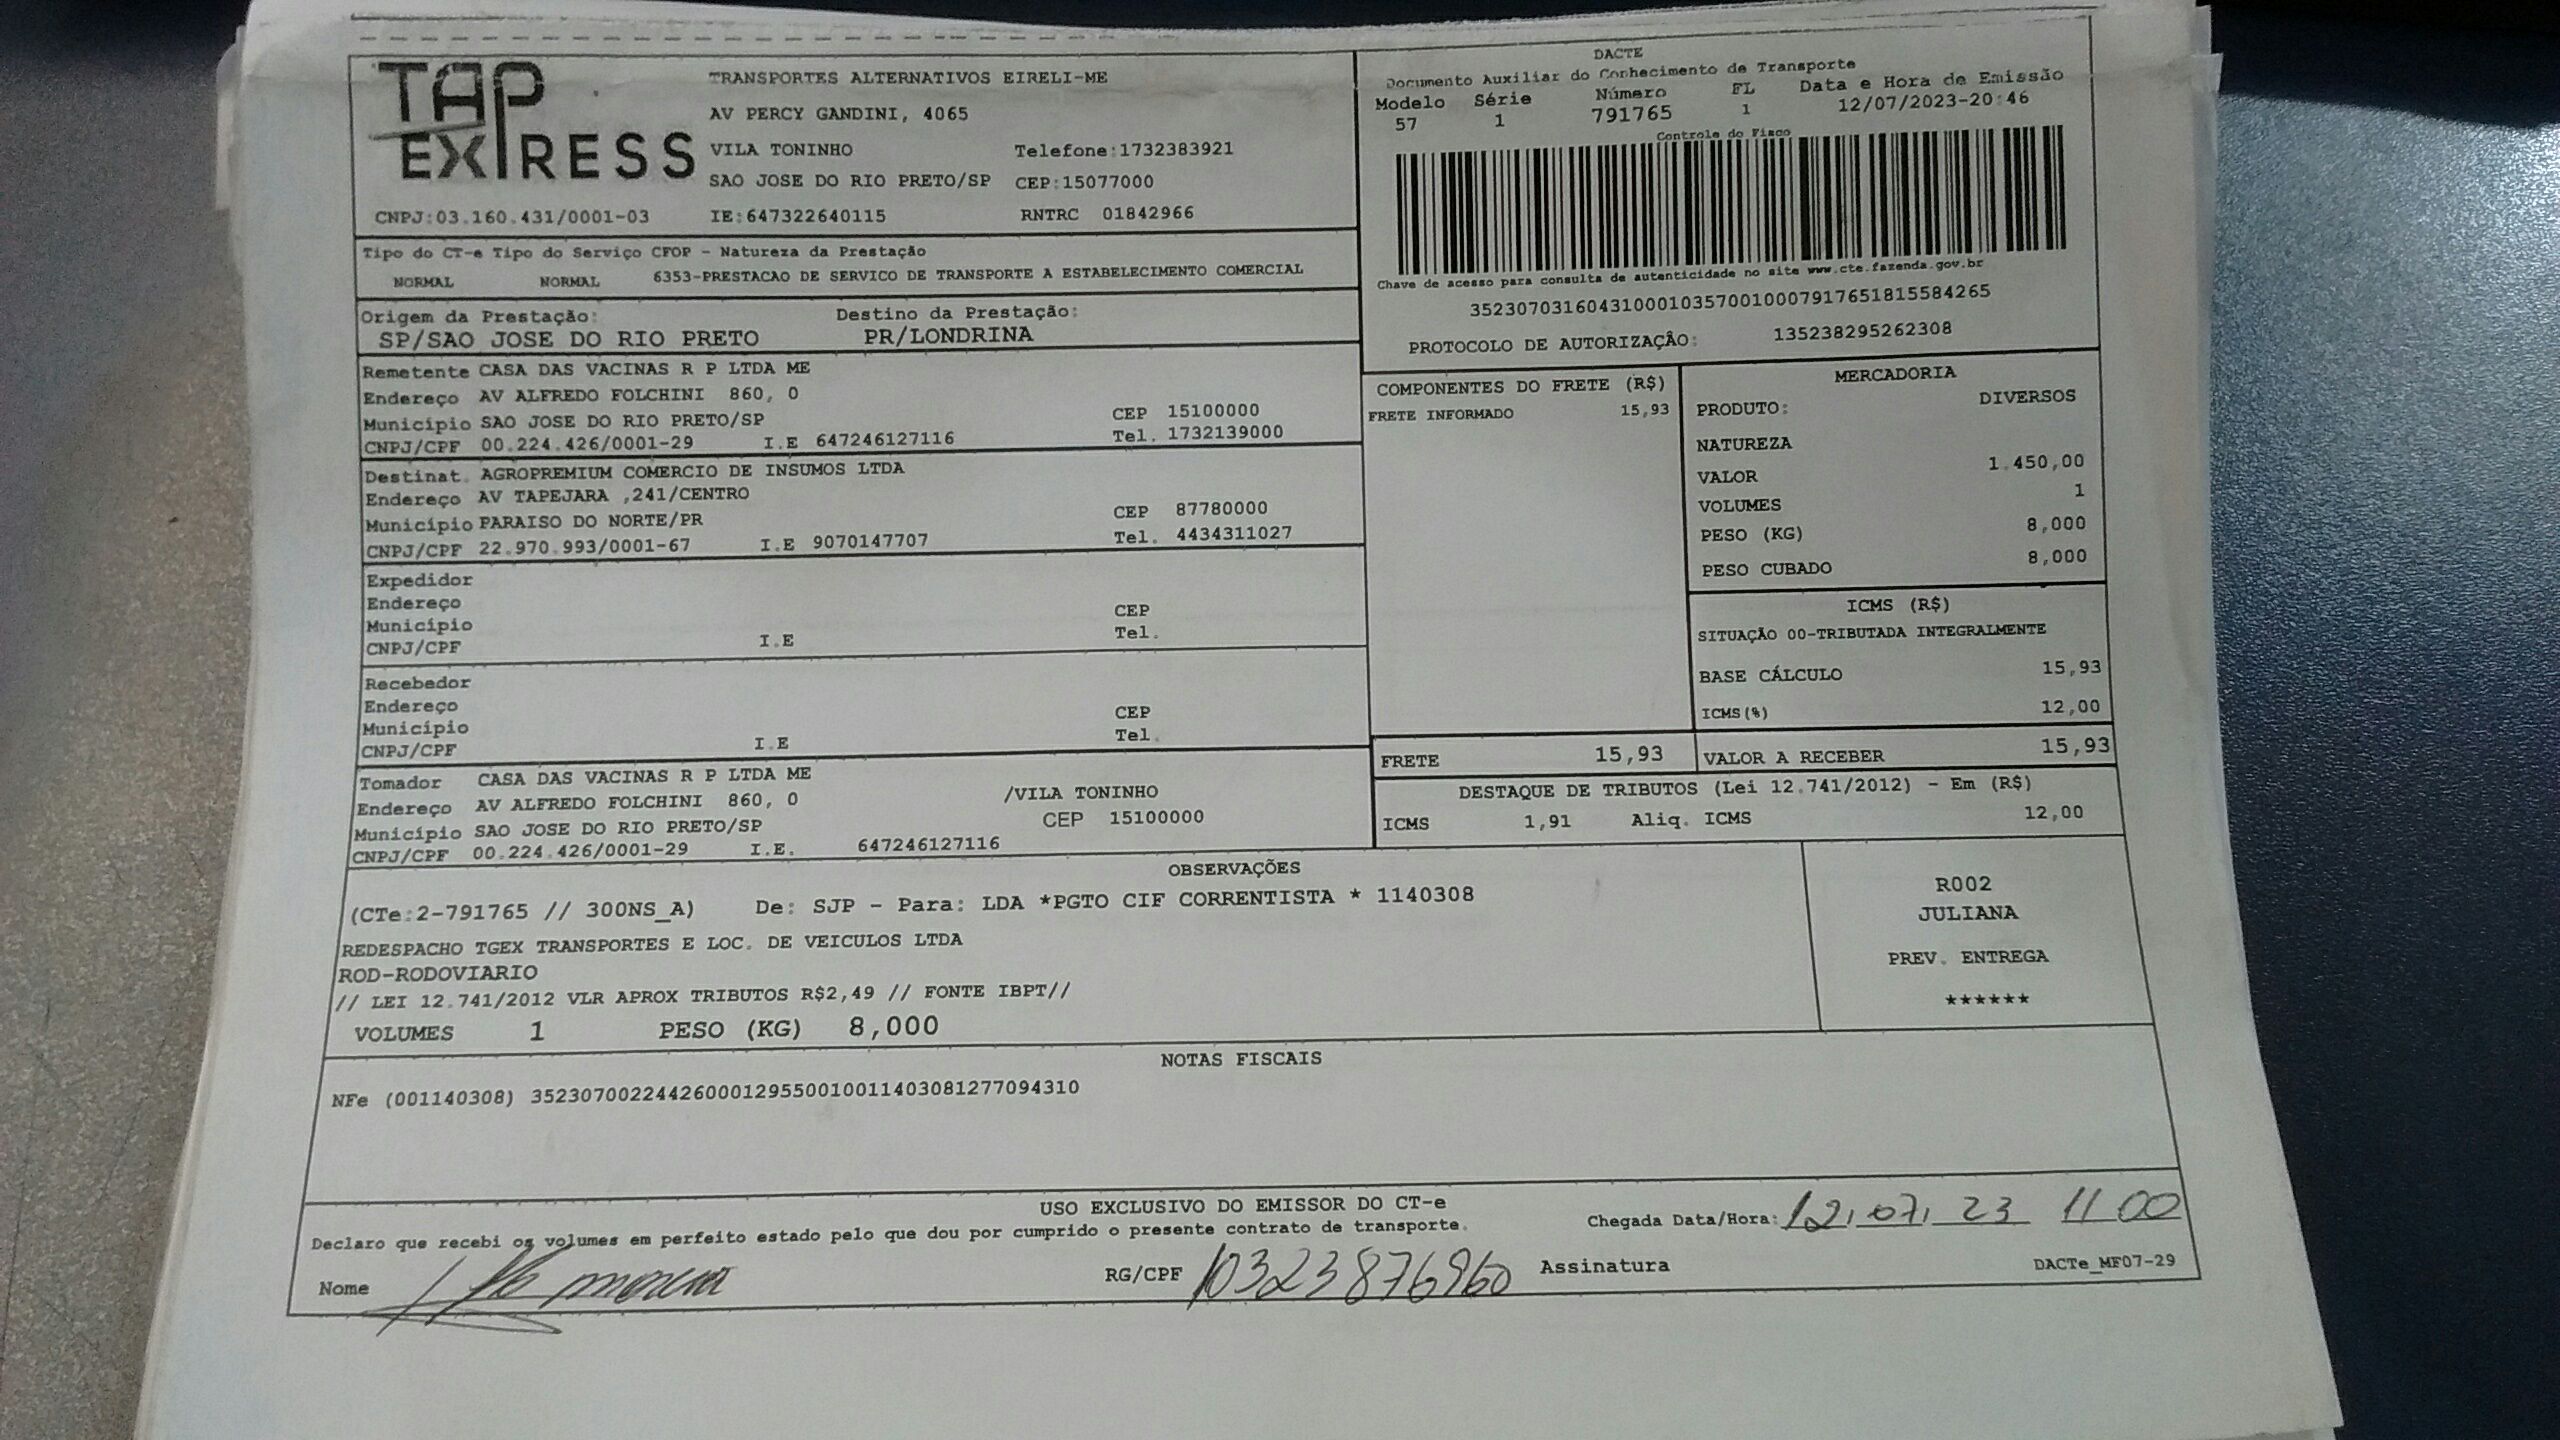 TAP EXPRESS
TRANSPORTES ALTERNATIVOS EIRELI-ME
AV PERCY GANDINI, 4065
VILA TONINHO Telefone:1732383921
SAO JOSE DO RIO PRETO/SP CEP:15077000
CNPJ:03.160.431/0001-03 IE:647322640115 RNTRC 01842966
DACTE
Documento Auxiliar do Conhecimento de Transporte
Modelo Série Número FL Data e Hora de Emissão
57 1 791765 1 12/07/2023-20:46
Controle do Fisco
Chave de acesso para consulta de autenticidade no site www.cte.fazenda.gov.br
35230703160431000103570010007917651815584265
PROTOCOLO DE AUTORIZAÇÂO: 135238295262308
Tipo do CT-e Tipo do Serviço CFOP - Natureza da Prestação
NORMAL NORMAL 6353-PRESTACAO DE SERVICO DE TRANSPORTE A ESTABELECIMENTO COMERCIAL
Origem da Prestação: Destino da Prestação:
SP/SAO JOSE DO RIO PRETO PR/LONDRINA
Remetente CASA DAS VACINAS R P LTDA ME
Endereço AV ALFREDO FOLCHINI 860, 0
Município SAO JOSE DO RIO PRETO/SP CEP 15100000
CNPJ/CPF 00.224.426/0001-29 I.E 647246127116 Tel. 1732139000
Destinat. AGROPREMIUM COMERCIO DE INSUMOS LTDA
Endereço AV TAPEJARA ,241/CENTRO
Município PARAISO DO NORTE/PR CEP 87780000
CNPJ/CPF 22.970.993/0001-67 I.E 9070147707 Tel. 4434311027
Expedidor
Endereço
Município CEP
CNPJ/CPF I.E Tel.
Recebedor
Endereço
Município CEP
CNPJ/CPF I.E Tel.
Tomador CASA DAS VACINAS R P LTDA ME
Endereço AV ALFREDO FOLCHINI 860, 0 /VILA TONINHO
Município SAO JOSE DO RIO PRETO/SP CEP 15100000
CNPJ/CPF 00.224.426/0001-29 I.E. 647246127116
COMPONENTES DO FRETE (R$)
FRETE INFORMADO 15,93
MERCADORIA
PRODUTO: DIVERSOS
NATUREZA
VALOR 1.450,00
VOLUMES 1
PESO (KG) 8,000
PESO CUBADO 8,000
ICMS (R$)
SITUAÇÃO 00-TRIBUTADA INTEGRALMENTE
BASE CÁLCULO 15,93
ICMS(%) 12,00
FRETE 15,93 VALOR A RECEBER 15,93
DESTAQUE DE TRIBUTOS (Lei 12.741/2012) - Em (R$)
ICMS 1,91 Aliq. ICMS 12,00
OBSERVAÇÕES
(CTe:2-791765 // 300NS_A) De: SJP - Para: LDA *PGTO CIF CORRENTISTA * 1140308
REDESPACHO TGEX TRANSPORTES E LOC. DE VEICULOS LTDA
ROD-RODOVIARIO
// LEI 12.741/2012 VLR APROX TRIBUTOS R$2,49 // FONTE IBPT//
VOLUMES 1 PESO (KG) 8,000
R002
JULIANA
PREV. ENTREGA
******
NOTAS FISCAIS
NFe (001140308) 35230700224426000129550010011403081277094310
USO EXCLUSIVO DO EMISSOR DO CT-e
Declaro que recebi os volumes em perfeito estado pelo que dou por cumprido o presente contrato de transporte.
Chegada Data/Hora: 12,07,23 11 00
Nome RG/CPF 10323876960 Assinatura
DACTe_MF07-29